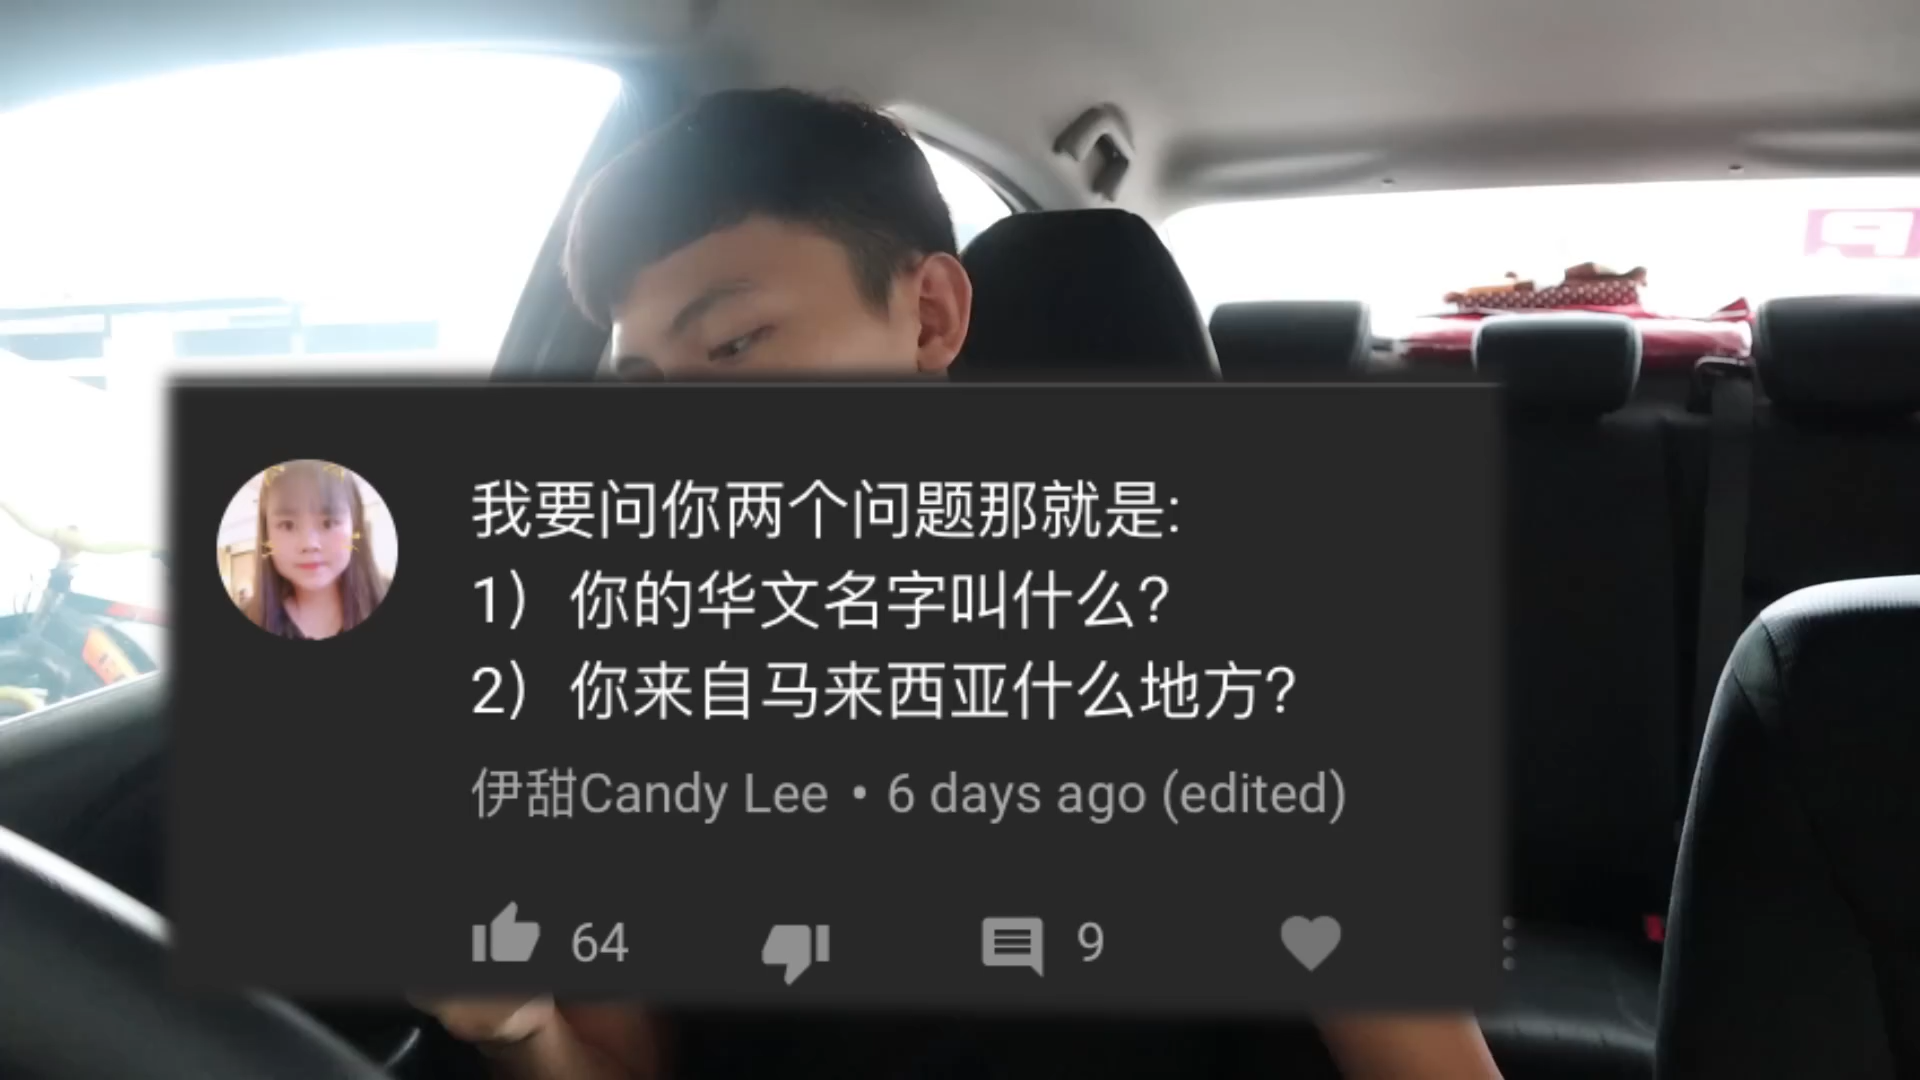 我要问你两个问题那就是:
1) 你的华文名字叫什么?
2) 你来自马来西亚什么地方?
伊甜Candy Lee • 6 days ago (edited)
64
9
P